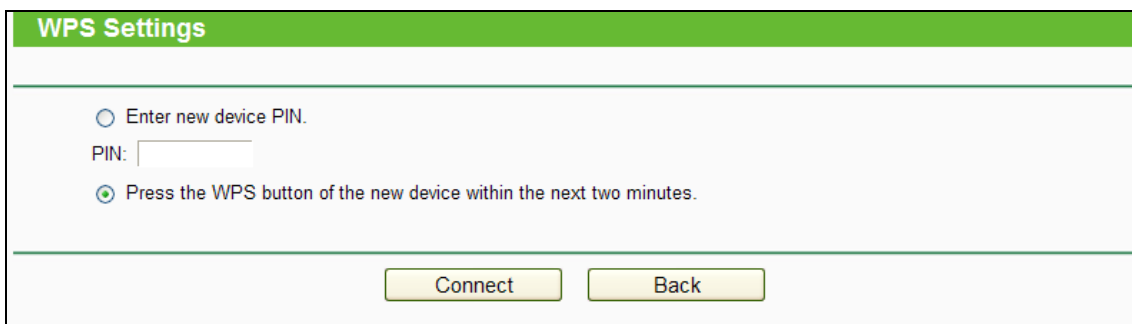 WPS Settings
Enter new device PIN.
PIN:
Press the WPS button of the new device within the next two minutes.
Connect Back